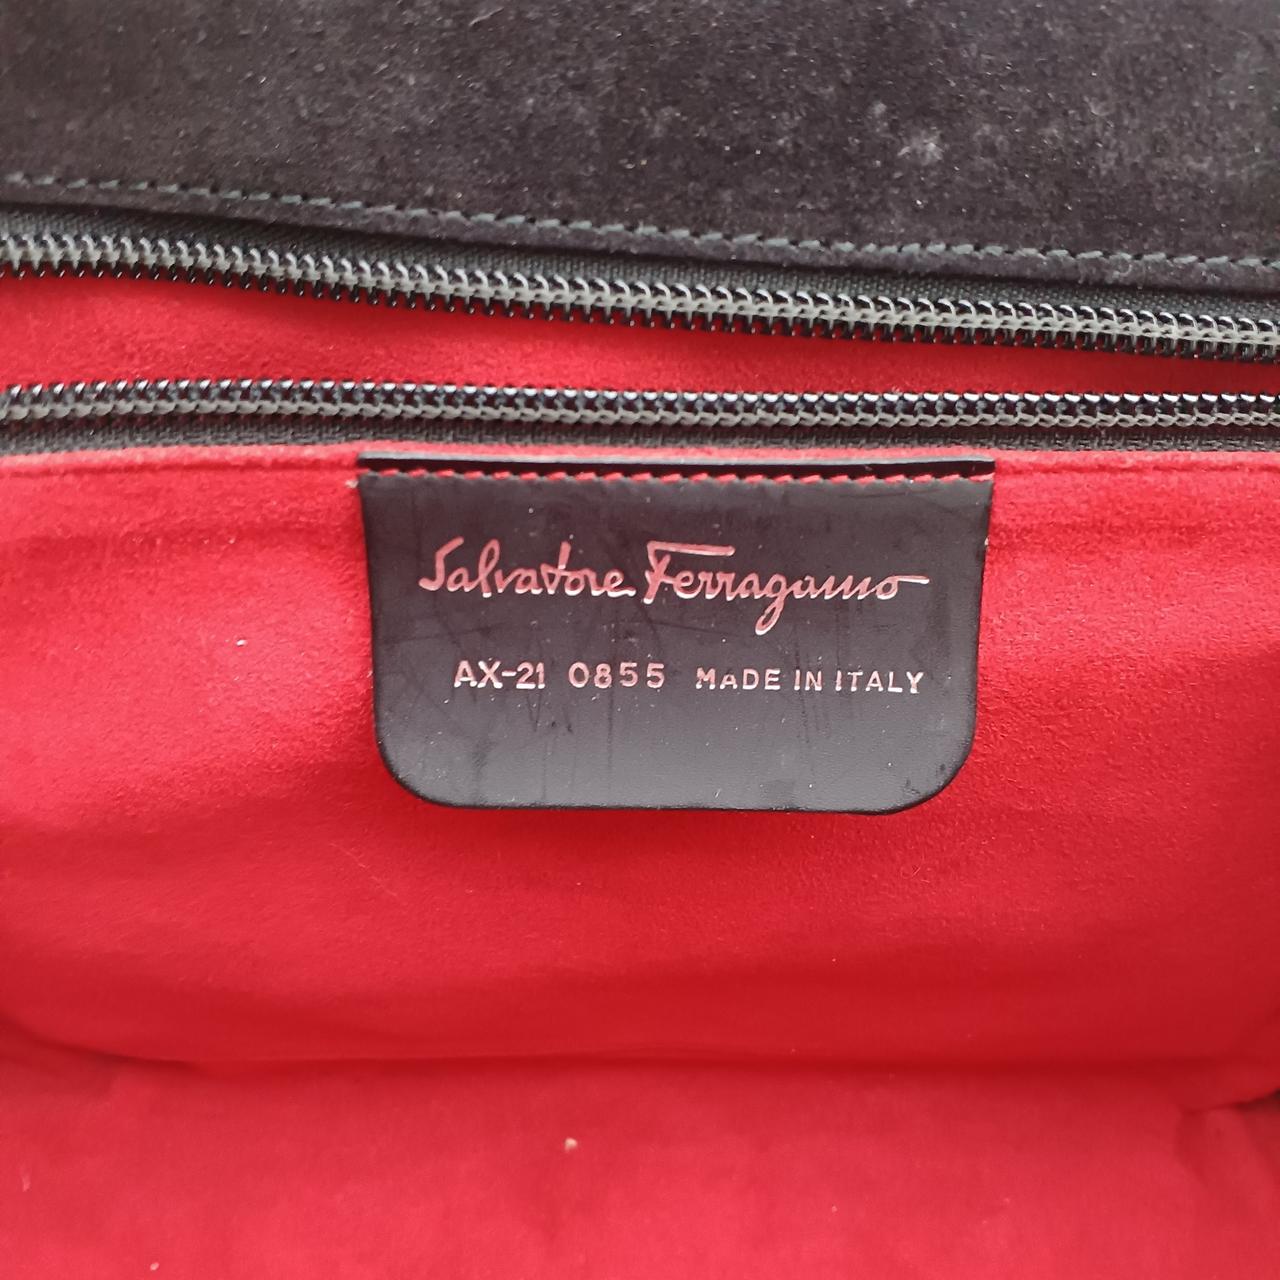 Salvatore Ferragamo
AX-21 0855 MADE IN ITALY